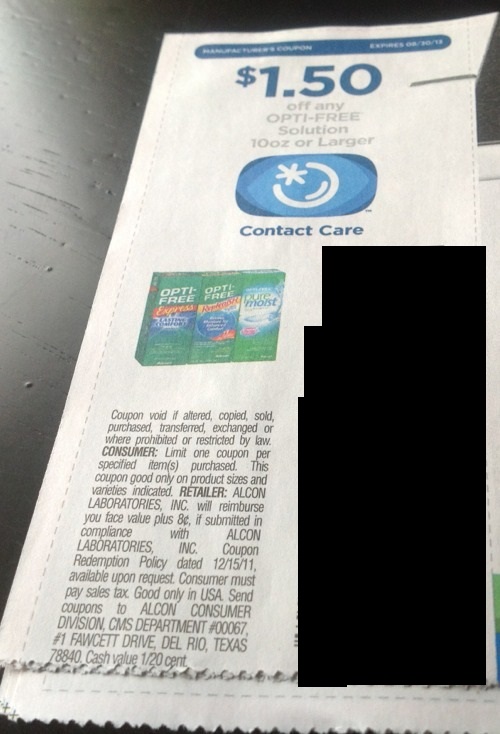 MANUFACTURER'S COUPON EXPIRES 08/30/13
$1.50
off any
OPTI-FREE
Solution
10oz or Larger
Contact Care
OPTI-FREE
Express
LASTING COMFORT
OPTI-FREE
Replenish
Pure moist
Coupon void if altered, copied, sold,
purchased, transferred, exchanged or
where prohibited or restricted by law.
CONSUMER: Limit one coupon per
specified item(s) purchased. This
coupon good only on product sizes and
varieties indicated. RETAILER: ALCON
LABORATORIES, INC. will reimburse
you face value plus 8¢, if submitted in
compliance with ALCON
LABORATORIES, INC. Coupon
Redemption Policy dated 12/15/11,
available upon request. Consumer must
pay sales tax. Good only in USA. Send
coupons to ALCON CONSUMER
DIVISION, CMS DEPARTMENT #00067,
#1 FAWCETT DRIVE, DEL RIO, TEXAS
78840. Cash value 1/20 cent.